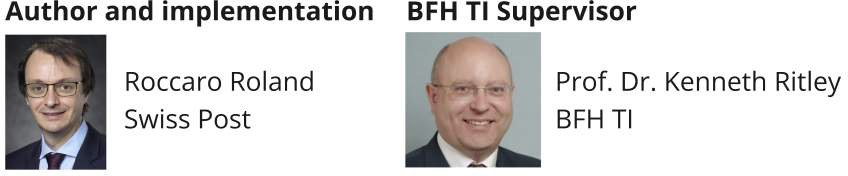 Author and implementation
Roccaro Roland
Swiss Post
BFH TI Supervisor
Prof. Dr. Kenneth Ritley
BFH TI